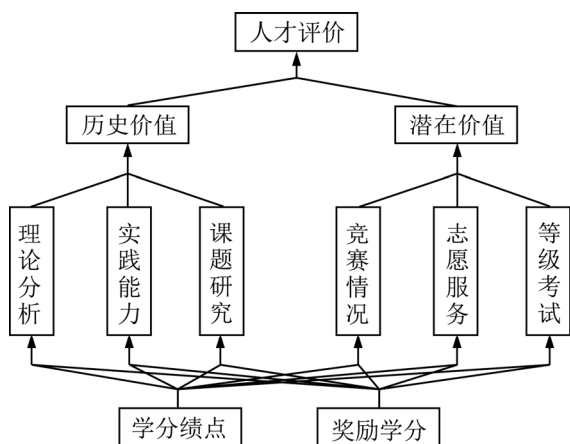 人才评价
历史价值
潜在价值
理论分析
实践能力
课题研究
竞赛情况
志愿服务
等级考试
学分绩点
奖励学分